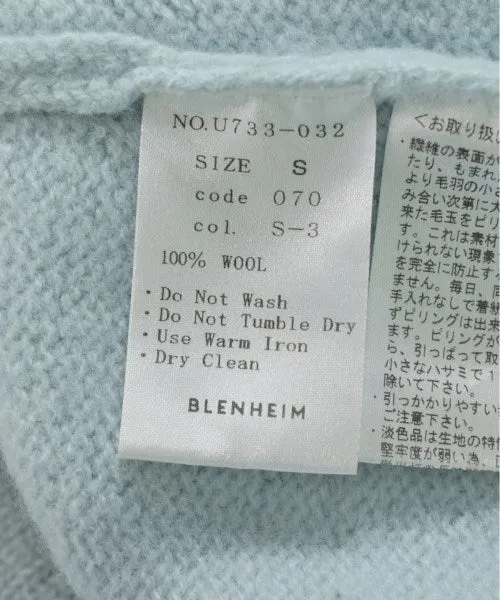 NO.U733-032
SIZE S
code 070
col. S-3
100% WOOL
・Do Not Wash
・Do Not Tumble Dry
・Use Warm Iron
・Dry Clean
BLENHEIM
＜お取り扱い
・繊維の表面が
たり、もまれ
より毛羽の小
み合い次第に大
来た毛玉をピリ
す。これは素材
けられない現象
を完全に防止す
ません。毎日、同
手入れなしで着続
ずピリングは出来
ます。ピリングが
ら、引っぱって取
小さなハサミで1
除いて下さい。
・引っかかりやすい
ご注意下さい。
・淡色品は生地の特
堅牢度が弱い為、